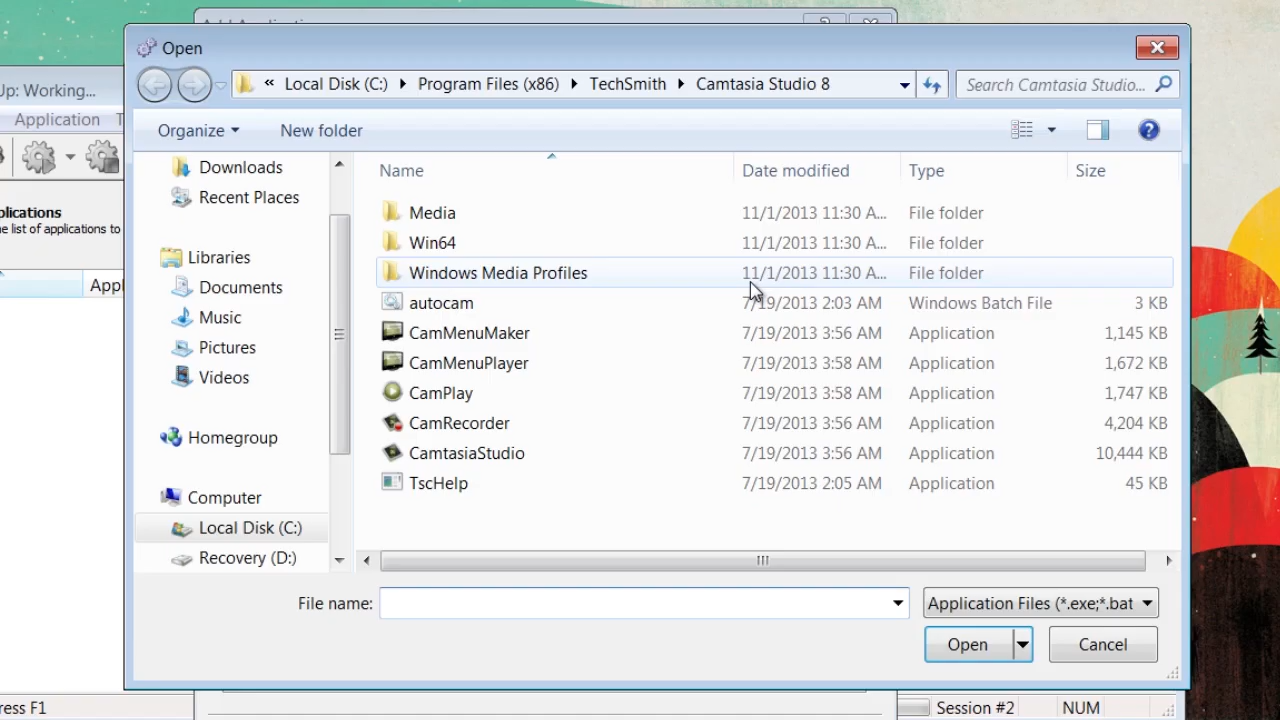 Add Application
Open
« Local Disk (C:) Program Files (x86) TechSmith Camtasia Studio 8
Search Camtasia Studio...
Up: Working...
Application
Organize New folder
plications
e list of applications to
Appl
Downloads
Recent Places
Libraries
Documents
Music
Pictures
Videos
Homegroup
Computer
Local Disk (C:)
Recovery (D:)
Name Date modified Type Size
Media 11/1/2013 11:30 A... File folder
Win64 11/1/2013 11:30 A... File folder
Windows Media Profiles 11/1/2013 11:30 A... File folder
autocam 7/19/2013 2:03 AM Windows Batch File 3 KB
CamMenuMaker 7/19/2013 3:56 AM Application 1,145 KB
CamMenuPlayer 7/19/2013 3:58 AM Application 1,672 KB
CamPlay 7/19/2013 3:58 AM Application 1,747 KB
CamRecorder 7/19/2013 3:56 AM Application 4,204 KB
CamtasiaStudio 7/19/2013 3:56 AM Application 10,444 KB
TscHelp 7/19/2013 2:05 AM Application 45 KB
File name: Application Files (*.exe;*.bat
Open Cancel
ress F1
Session #2 NUM